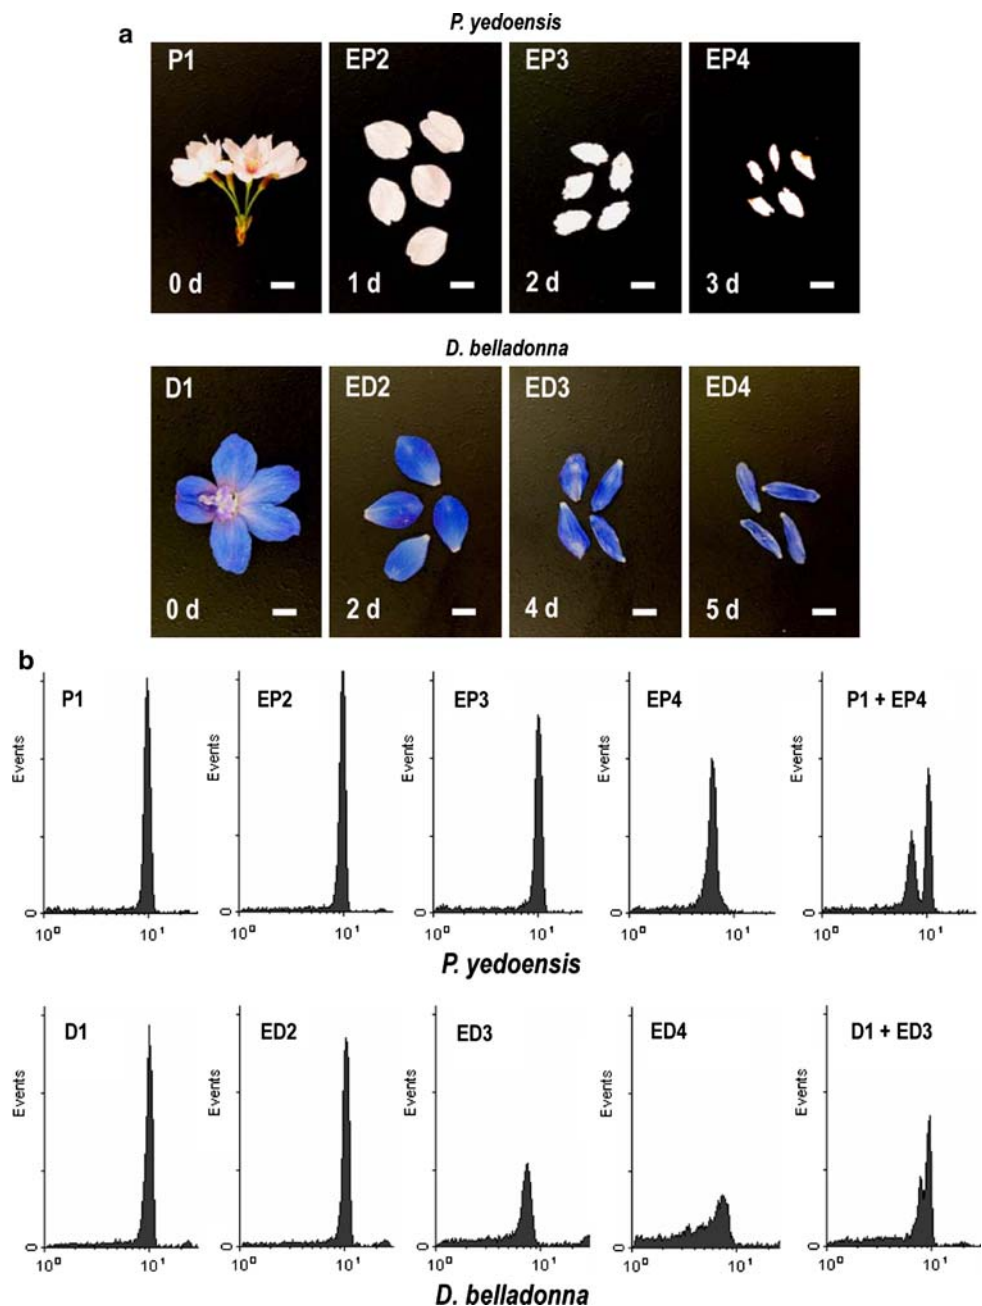 P. yedoensis
a
P1 EP2 EP3 EP4
0 d 1 d 2 d 3 d
D. belladonna
D1 ED2 ED3 ED4
0 d 2 d 4 d 5 d
b
P1 EP2 EP3 EP4 P1 + EP4
Events Events Events Events Events
0 0 0 0 0
10⁰ 10¹ 10⁰ 10¹ 10⁰ 10¹ 10⁰ 10¹ 10⁰ 10¹
P. yedoensis
D1 ED2 ED3 ED4 D1 + ED3
Events Events Events Events Events
0 0 0 0 0
10⁰ 10¹ 10⁰ 10¹ 10⁰ 10¹ 10⁰ 10¹ 10⁰ 10¹
D. belladonna